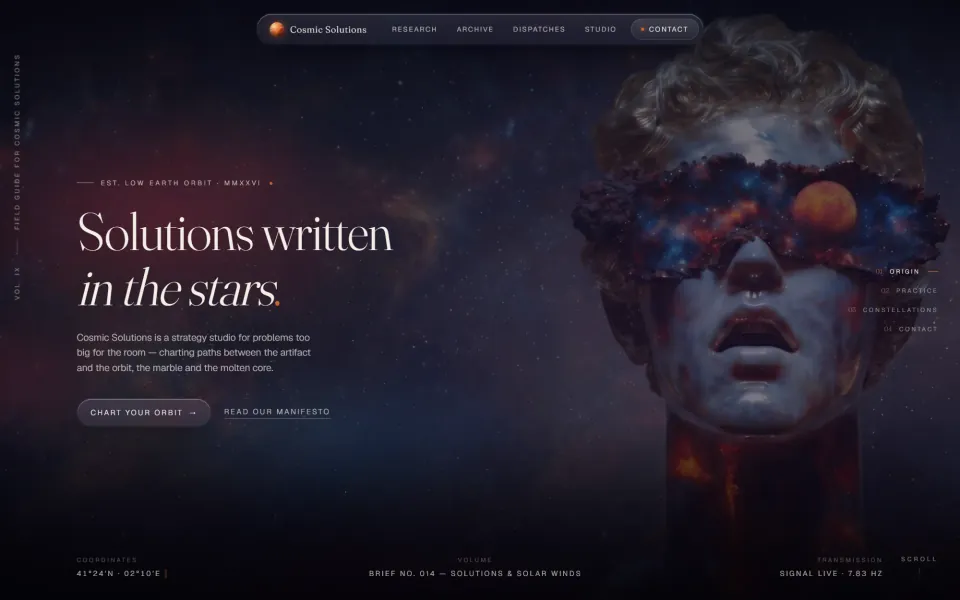 Cosmic Solutions
RESEARCH
ARCHIVE
DISPATCHES
STUDIO
CONTACT
VOL. IX — FIELD GUIDE FOR COSMIC SOLUTIONS
EST. LOW EARTH ORBIT · MMXXVI
Solutions written
in the stars.
Cosmic Solutions is a strategy studio for problems too
big for the room — charting paths between the artifact
and the orbit, the marble and the molten core.
CHART YOUR ORBIT →
READ OUR MANIFESTO
01 ORIGIN
02 PRACTICE
03 CONSTELLATIONS
04 CONTACT
COORDINATES
41°24'N · 02°10'E
VOLUME
BRIEF NO. 014 — SOLUTIONS & SOLAR WINDS
TRANSMISSION
SIGNAL LIVE · 7.83 HZ
SCROLL